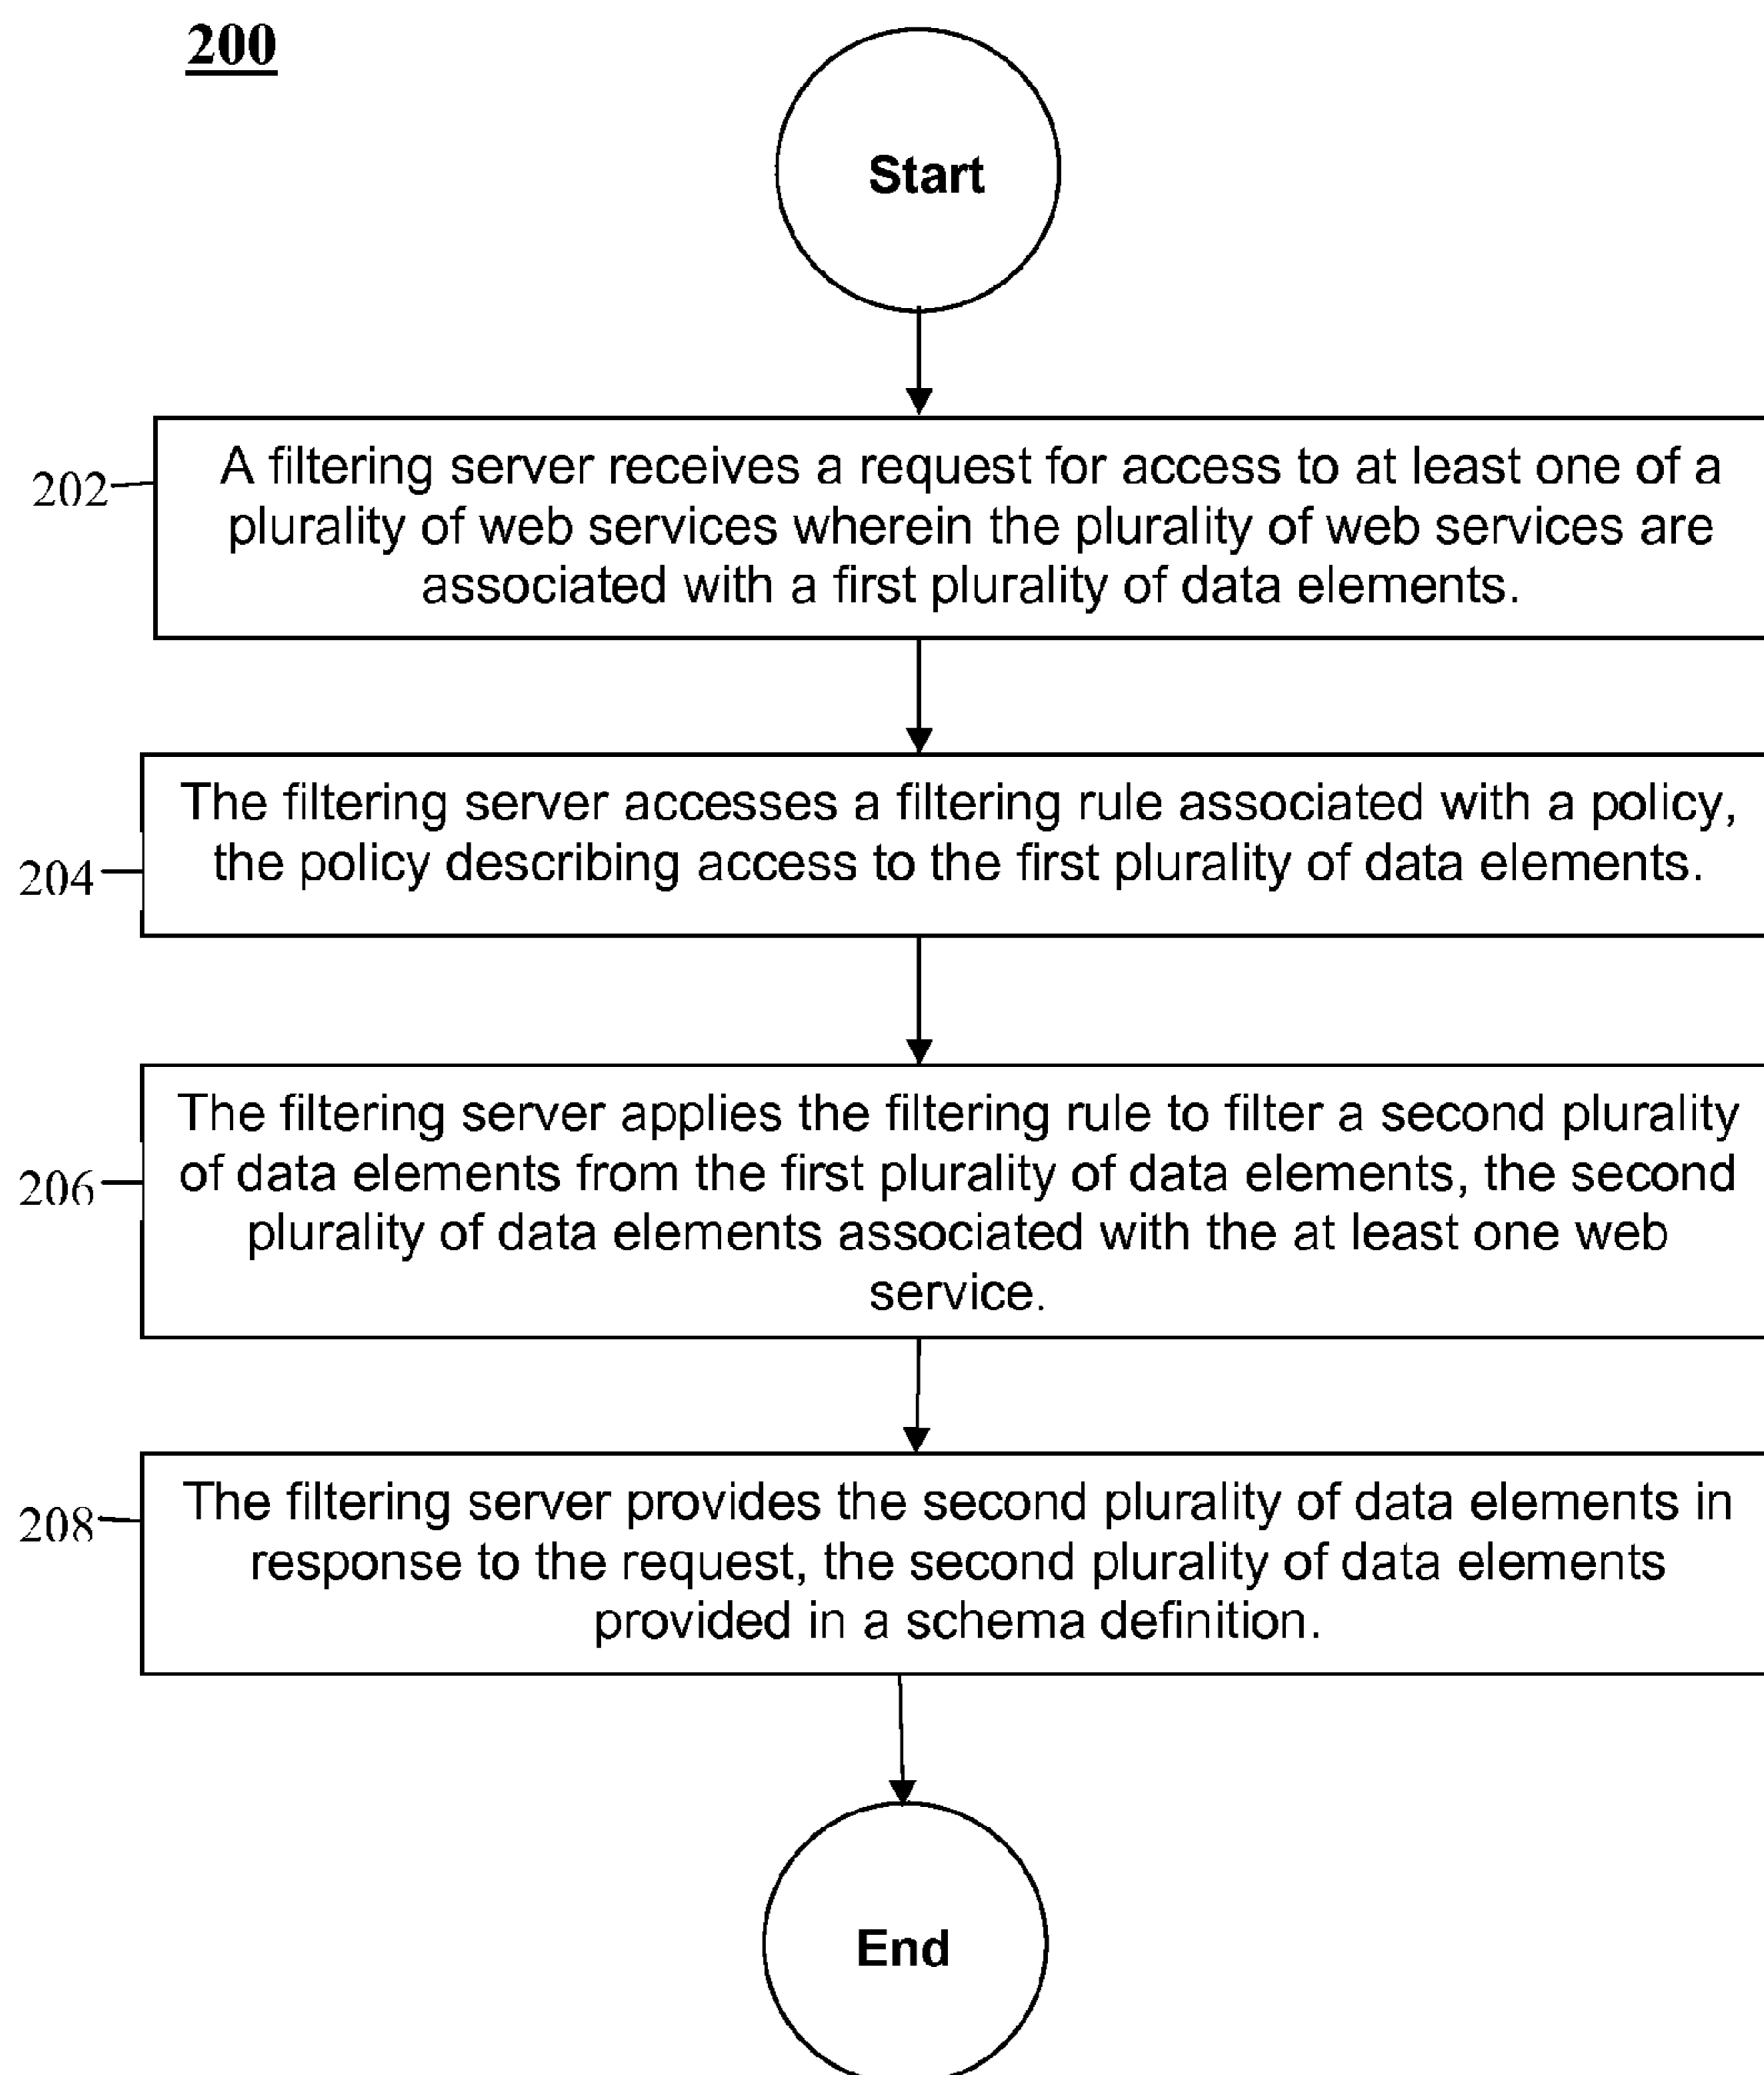 200
Start
202
A filtering server receives a request for access to at least one of a
plurality of web services wherein the plurality of web services are
associated with a first plurality of data elements.
204
The filtering server accesses a filtering rule associated with a policy,
the policy describing access to the first plurality of data elements.
206
The filtering server applies the filtering rule to filter a second plurality
of data elements from the first plurality of data elements, the second
plurality of data elements associated with the at least one web
service.
208
The filtering server provides the second plurality of data elements in
response to the request, the second plurality of data elements
provided in a schema definition.
End